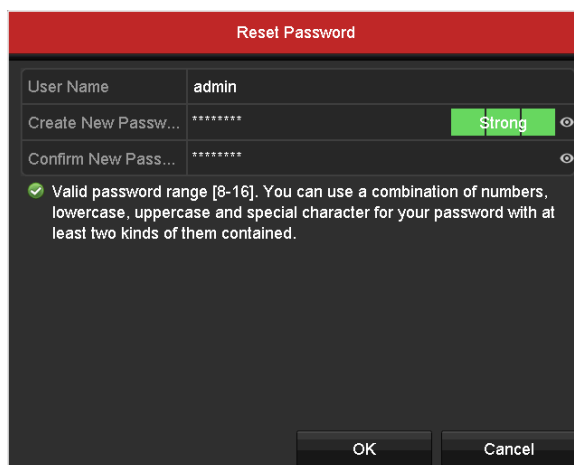 Reset Password
User Name admin
Create New Passw... ******** Strong
Confirm New Pass... ********
Valid password range [8-16]. You can use a combination of numbers,
lowercase, uppercase and special character for your password with at
least two kinds of them contained.
OK Cancel